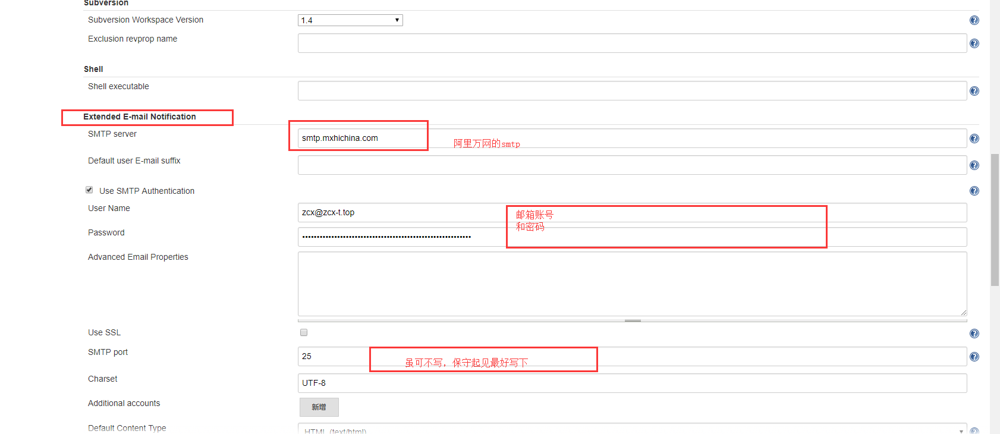 Subversion
Subversion Workspace Version
1.4
Exclusion revprop name
Shell
Shell executable
Extended E-mail Notification
SMTP server
smtp.mxhichina.com
阿里万网的smtp
Default user E-mail suffix
Use SMTP Authentication
User Name
zcx@zcx-t.top
邮箱账号
和密码
Password
••••••••••••••••••••••••••••••••••••••••••••••••••••••••••
Advanced Email Properties
Use SSL
SMTP port
25
虽可不写，保守起见最好写下
Charset
UTF-8
Additional accounts
新增
Default Content Type
HTML (text/html)